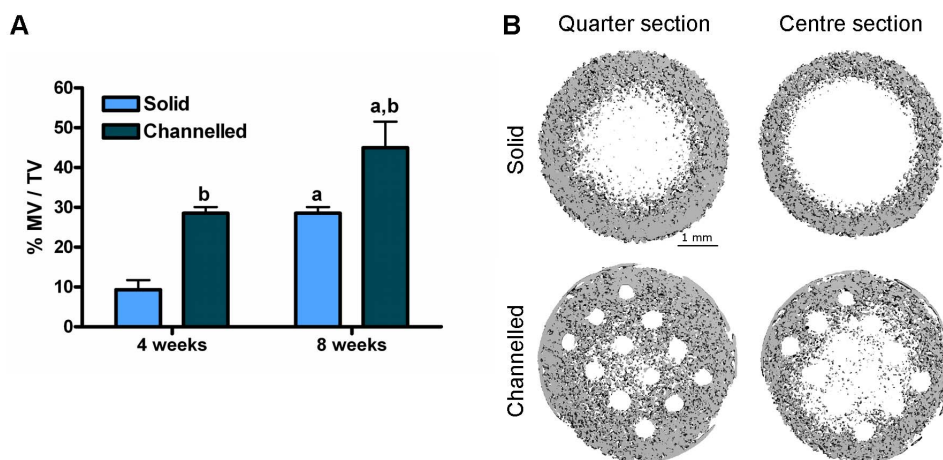 A
% MV / TV
60
50
40
30
20
10
0
Solid
Channelled
b
a
a,b
4 weeks
8 weeks
B
Quarter section
Centre section
Solid
1 mm
Channelled